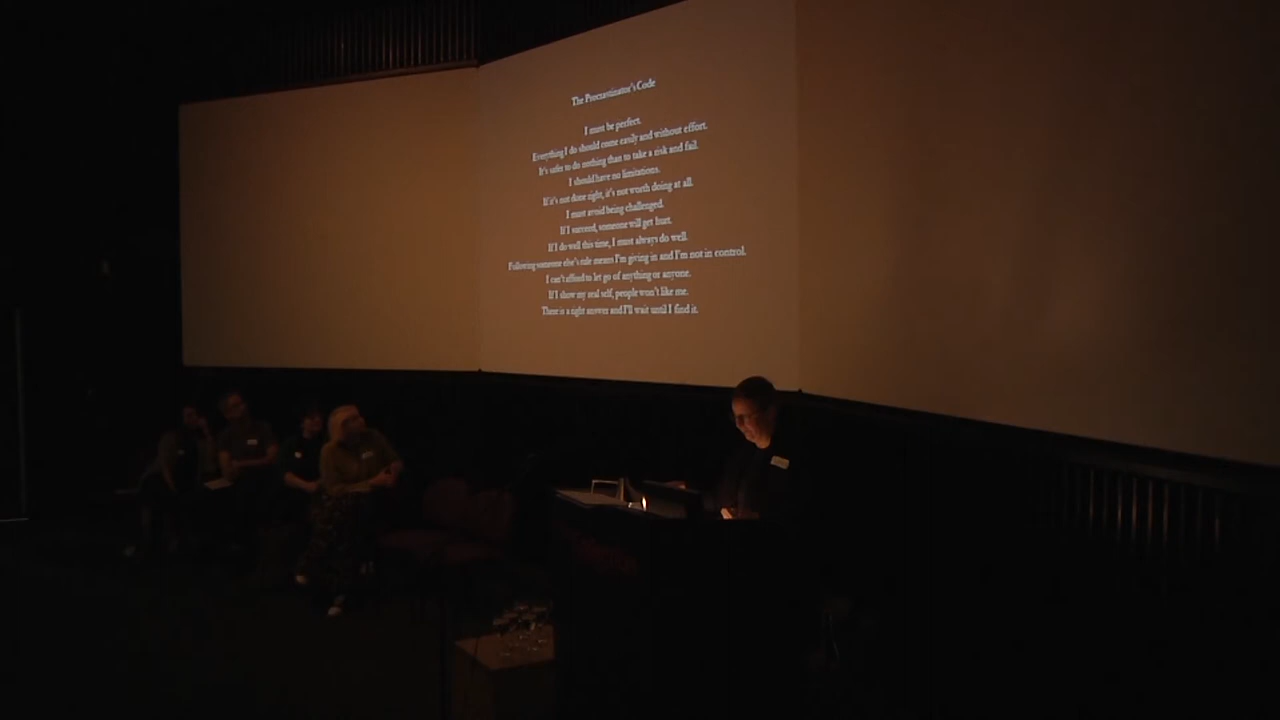 The Procrastinator's Code
I must be perfect.
Everything I do should come easily and without effort.
It's safer to do nothing than to take a risk and fail.
I should have no limitations.
If it's not done right, it's not worth doing at all.
I must avoid being challenged.
If I succeed, someone will get hurt.
If I do well this time, I must always do well.
Following someone else's rule means I'm giving in and I'm not in control.
I can't afford to let go of anything or anyone.
If I show my real self, people won't like me.
There is a right answer and I'll wait until I find it.